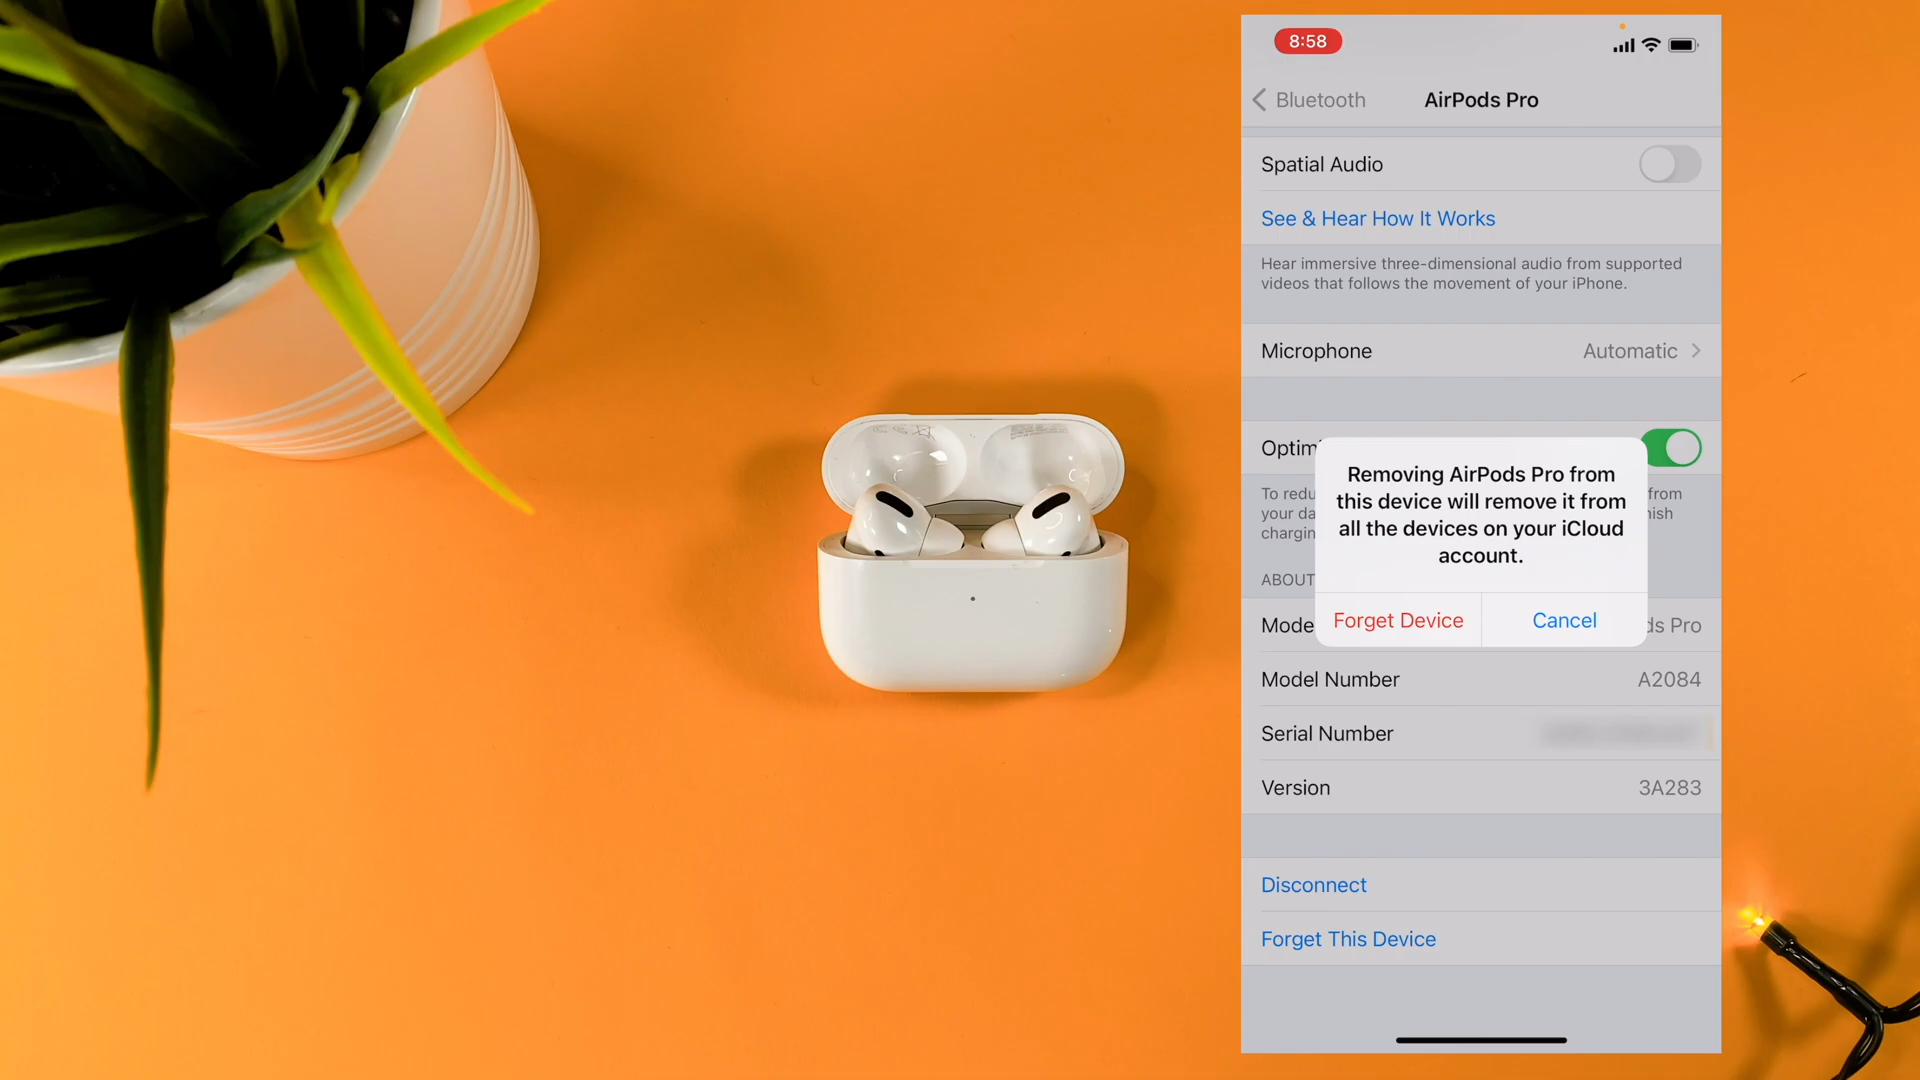 8:58
Bluetooth
AirPods Pro
Spatial Audio
See & Hear How It Works
Hear immersive three-dimensional audio from supported
videos that follows the movement of your iPhone.
Microphone Automatic
Optim
To redu from
your da nish
chargin
Removing AirPods Pro from
this device will remove it from
all the devices on your iCloud
account.
Forget Device Cancel
ABOUT
Mode ds Pro
Model Number A2084
Serial Number
Version 3A283
Disconnect
Forget This Device